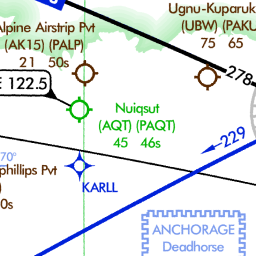 Alpine Airstrip Pvt
(AK15) (PALP)
21 50s
Ugnu-Kuparuk
(UBW) (PAKU
75 65
278
E 122.5
Nuiqsut
(AQT) (PAQT)
45 46s
229
70°
phillips Pvt
)
0s
KARLL
ANCHORAGE
Deadhorse